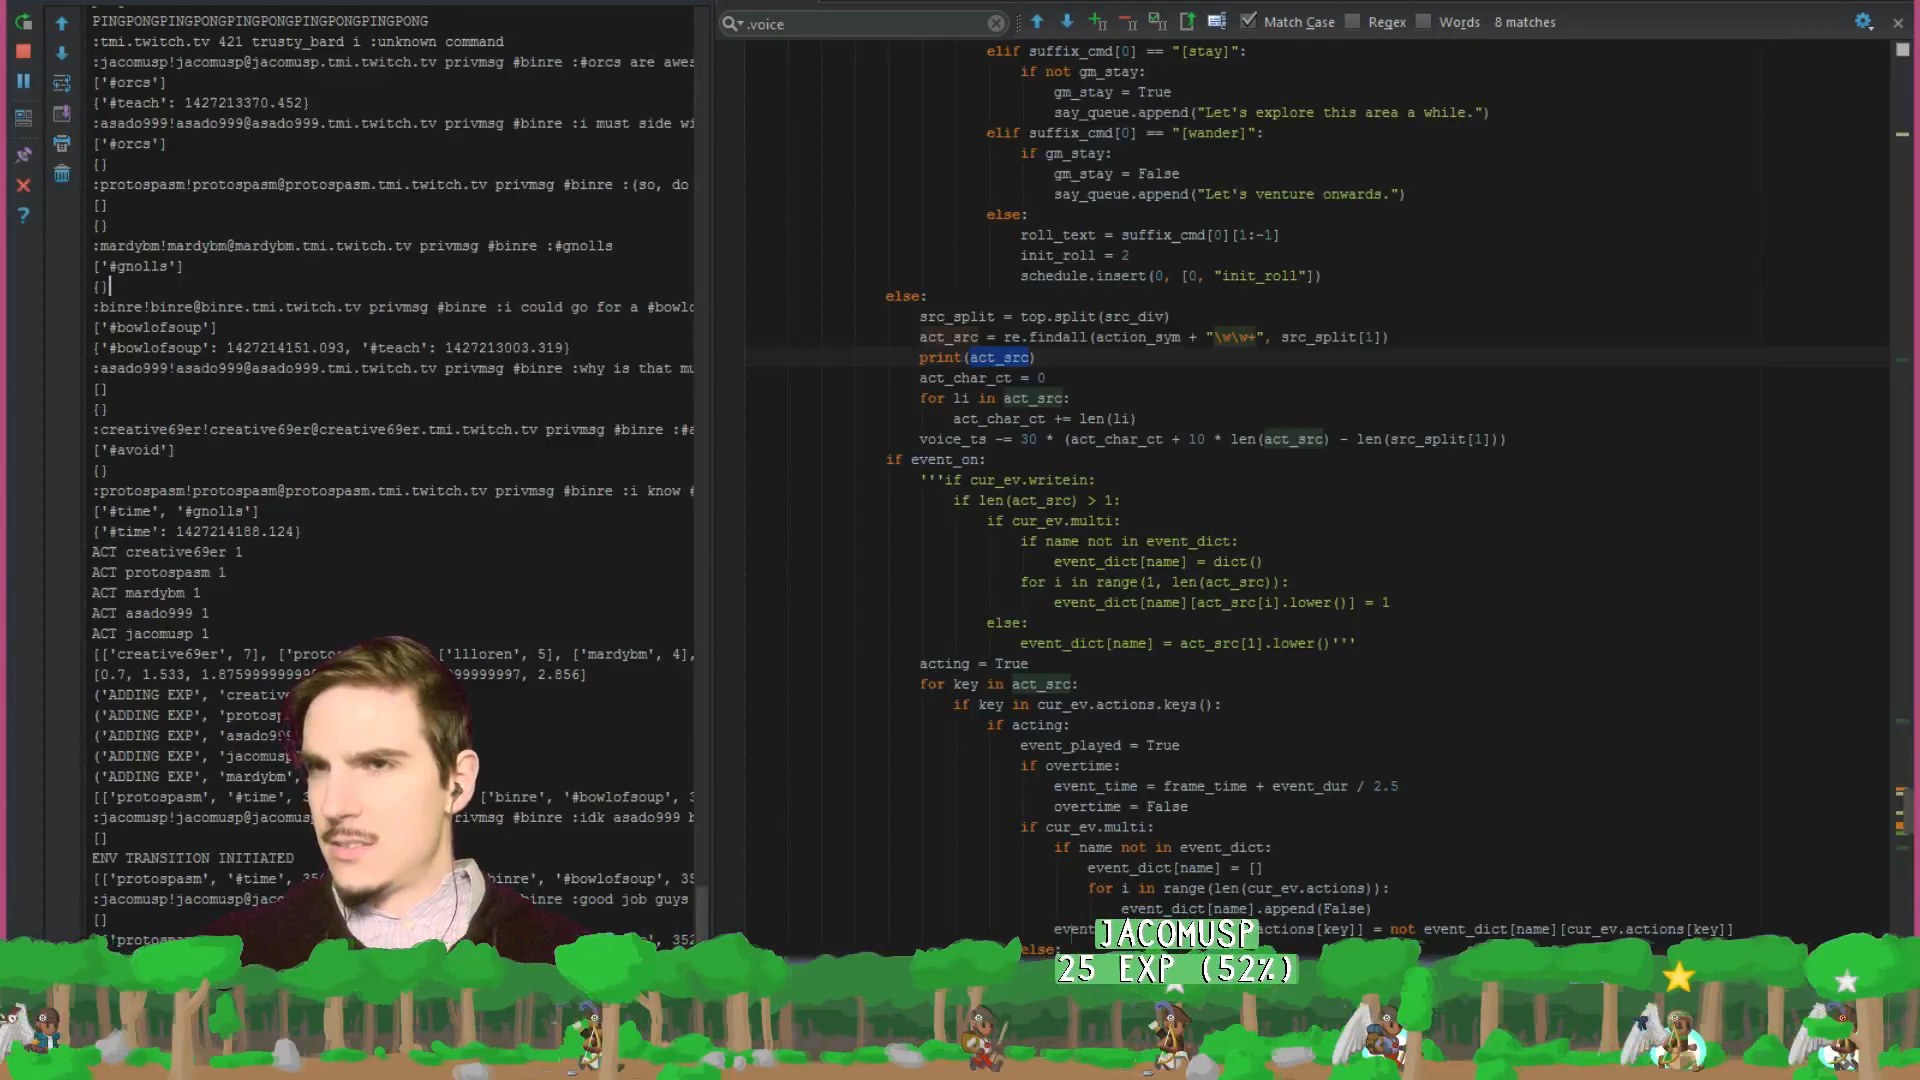 PINGPONGPINGPONGPINGPONGPINGPONGPINGPONG
:tmi.twitch.tv 421 trusty_bard i :unknown command
:jacomusp!jacomusp@jacomusp.tmi.twitch.tv privmsg #binre :#orcs are awes
['#orcs']
{'#teach': 1427213370.452}
:asado999!asado999@asado999.tmi.twitch.tv privmsg #binre :i must side wi
['#orcs']
{}
:protospasm!protospasm@protospasm.tmi.twitch.tv privmsg #binre :(so, do
[]
{}
:mardybm!mardybm@mardybm.tmi.twitch.tv privmsg #binre :#gnolls
['#gnolls']
{}
:binre!binre@binre.tmi.twitch.tv privmsg #binre :i could go for a #bowlo
['#bowlofsoup']
{'#bowlofsoup': 1427214151.093, '#teach': 1427213003.319}
:asado999!asado999@asado999.tmi.twitch.tv privmsg #binre :why is that mu
[]
{}
:creative69er!creative69er@creative69er.tmi.twitch.tv privmsg #binre :#a
['#avoid']
{}
:protospasm!protospasm@protospasm.tmi.twitch.tv privmsg #binre :i know #
['#time', '#gnolls']
{'#time': 1427214188.124}
ACT creative69er 1
ACT protospasm 1
ACT mardybm 1
ACT asado999 1
ACT jacomusp 1
[['creative69er', 7], ['protos ['llloren', 5], ['mardybm', 4],
[0.7, 1.533, 1.87599999999 99999999997, 2.856]
('ADDING EXP', 'creativ
('ADDING EXP', 'protosp
('ADDING EXP', 'asado99
('ADDING EXP', 'jacomusp
('ADDING EXP', 'mardybm',
[['protospasm', '#time', 3 ['binre', '#bowlofsoup', 3
:jacomusp!jacomusp@jaco privmsg #binre :idk asado999 h
[]
ENV TRANSITION INITIATED
[['protospasm', '#time', 35 binre', '#bowlofsoup', 35
:jacomusp!jacomusp@jac #binre :good job guys
[]
[['protospasm', 352
.voice
Match Case
Regex
Words
8 matches
elif suffix_cmd[0] == "[stay]":
if not gm_stay:
gm_stay = True
say_queue.append("Let's explore this area a while.")
elif suffix_cmd[0] == "[wander]":
if gm_stay:
gm_stay = False
say_queue.append("Let's venture onwards.")
else:
roll_text = suffix_cmd[0][1:-1]
init_roll = 2
schedule.insert(0, [0, "init_roll"])
else:
src_split = top.split(src_div)
act_src = re.findall(action_sym + "\w\w+", src_split[1])
print(act_src)
act_char_ct = 0
for li in act_src:
act_char_ct += len(li)
voice_ts -= 30 * (act_char_ct + 10 * len(act_src) - len(src_split[1]))
if event_on:
'''if cur_ev.writein:
if len(act_src) > 1:
if cur_ev.multi:
if name not in event_dict:
event_dict[name] = dict()
for i in range(1, len(act_src)):
event_dict[name][act_src[i].lower()] = 1
else:
event_dict[name] = act_src[1].lower()'''
acting = True
for key in act_src:
if key in cur_ev.actions.keys():
if acting:
event_played = True
if overtime:
event_time = frame_time + event_dur / 2.5
overtime = False
if cur_ev.multi:
if name not in event_dict:
event_dict[name] = []
for i in range(len(cur_ev.actions)):
event_dict[name].append(False)
event actions[key]] = not event_dict[name][cur_ev.actions[key]]
else:
JACOMUSP
25 EXP (52%)